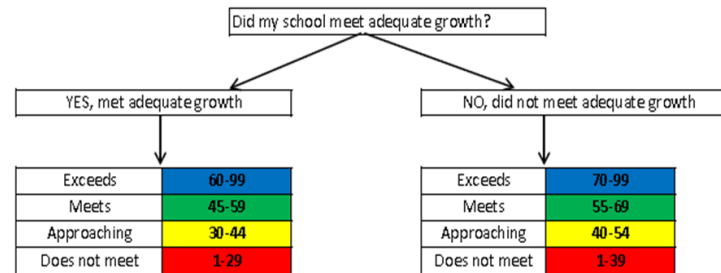 Did my school meet adequate growth?
YES, met adequate growth
NO, did not meet adequate growth
Exceeds 60-99
Meets 45-59
Approaching 30-44
Does not meet 1-29
Exceeds 70-99
Meets 55-69
Approaching 40-54
Does not meet 1-39